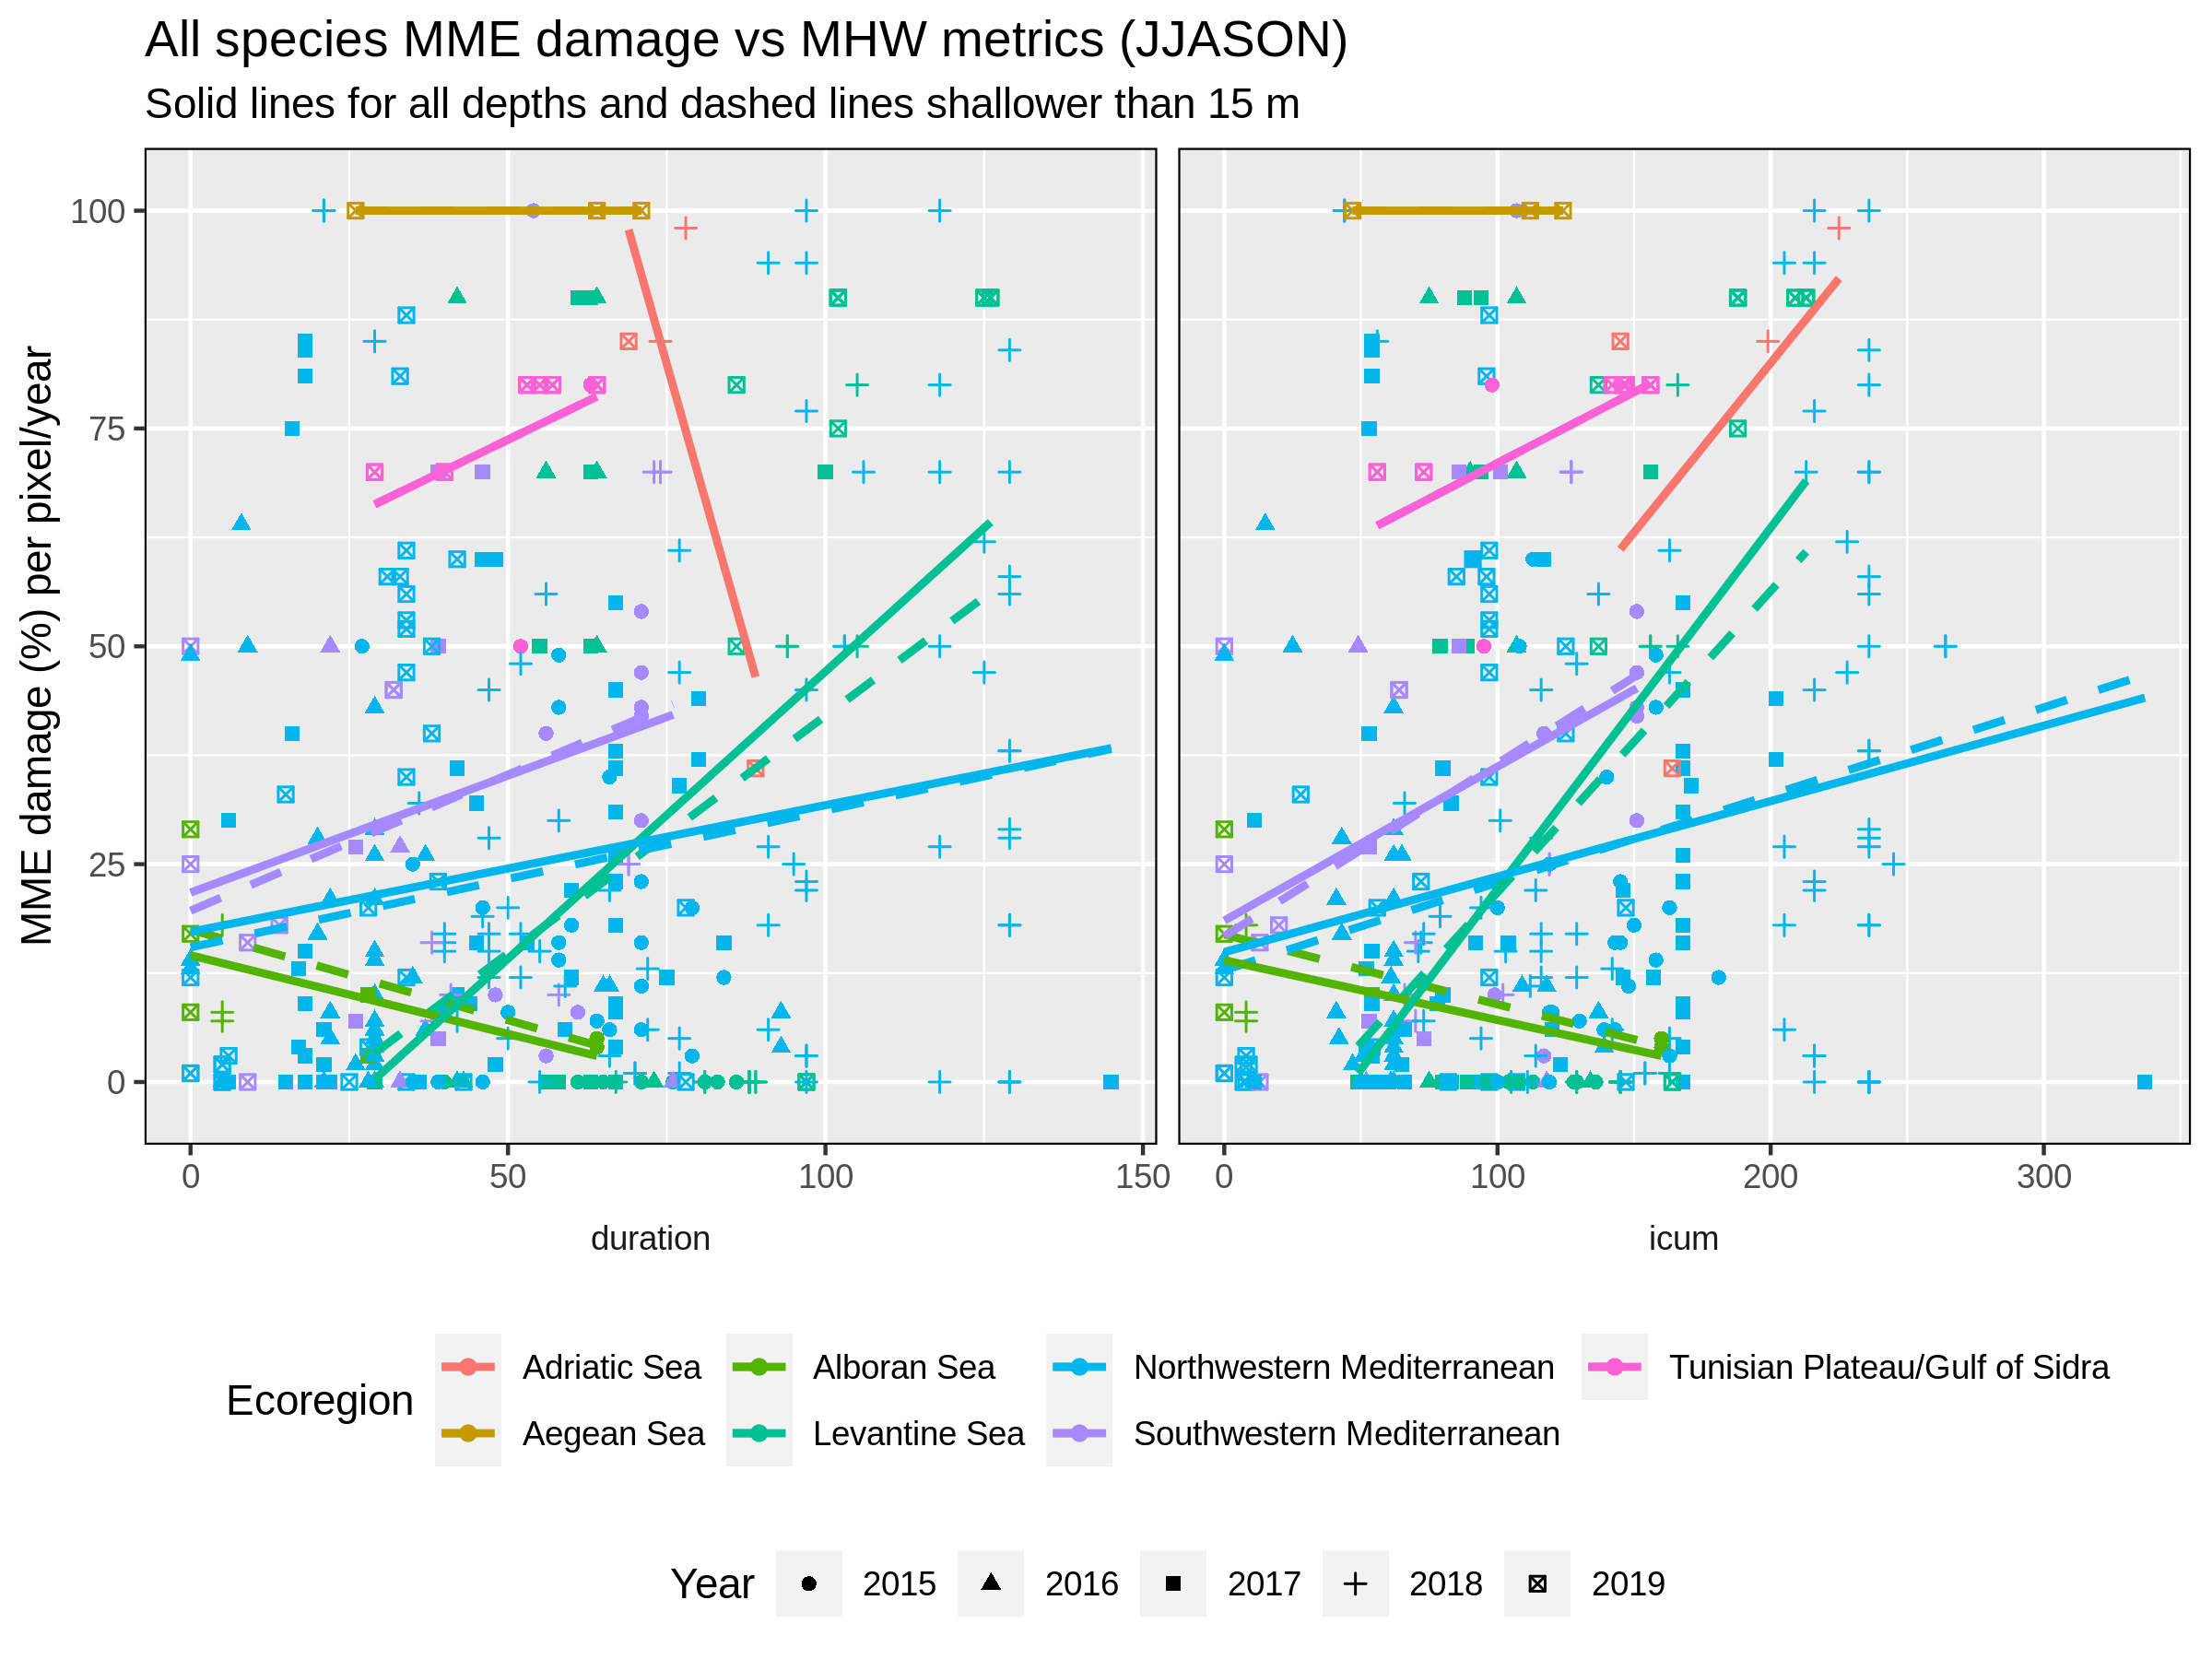 All species MME damage vs MHW metrics (JJASON)
Solid lines for all depths and dashed lines shallower than 15 m
MME damage (%) per pixel/year
100
75
50
25
0
0 50 100 150 0 100 200 300
duration icum
Ecoregion
Adriatic Sea Alboran Sea Northwestern Mediterranean Tunisian Plateau/Gulf of Sidra
Aegean Sea Levantine Sea Southwestern Mediterranean
Year 2015 2016 2017 2018 2019